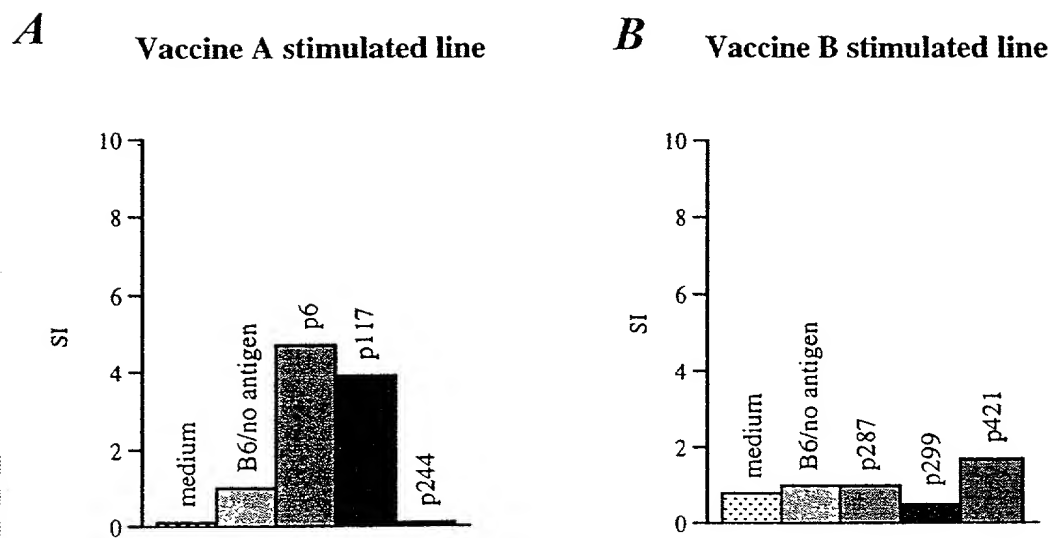 A
Vaccine A stimulated line
10
8
6
4
2
0
SI
medium
B6/no antigen
p6
p117
p244
B
Vaccine B stimulated line
10
8
6
4
2
0
SI
medium
B6/no antigen
p287
p299
p421